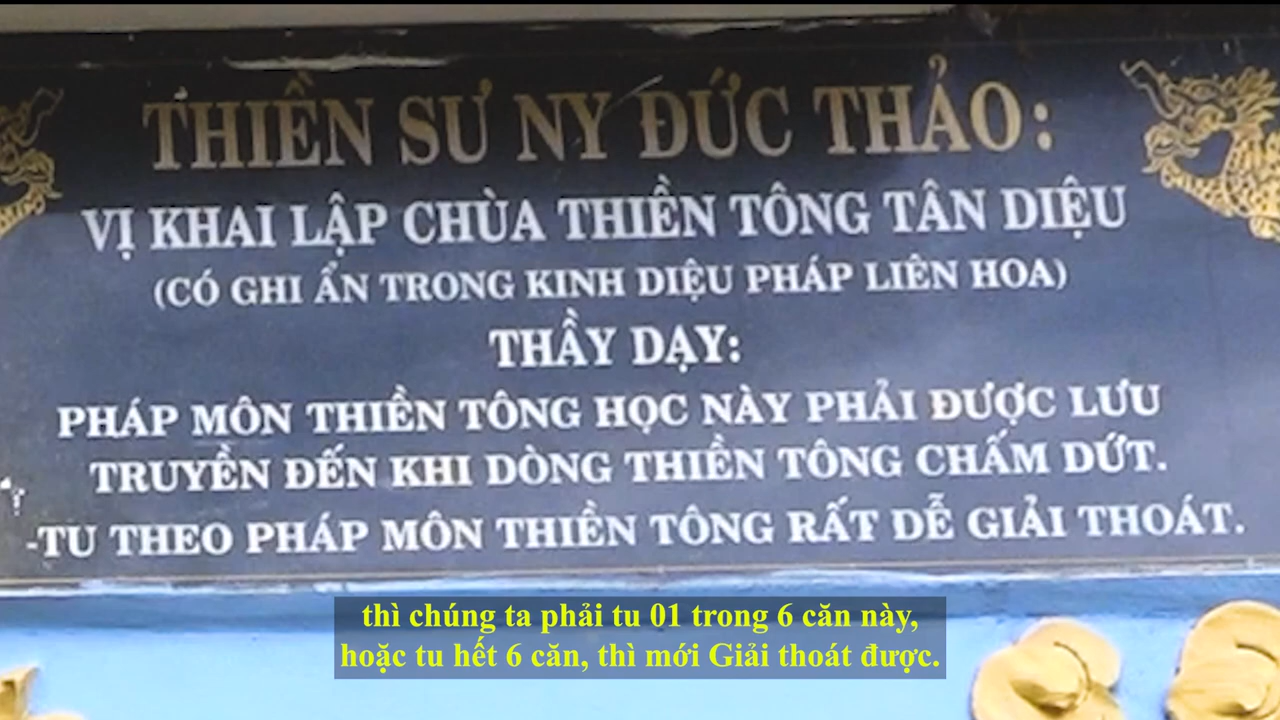 THIỀN SƯ NY ĐỨC THẢO:
VỊ KHAI LẬP CHÙA THIỀN TÔNG TÂN DIỆU
(CÓ GHI ẨN TRONG KINH DIỆU PHÁP LIÊN HOA)
THẦY DẠY:
PHÁP MÔN THIỀN TÔNG HỌC NÀY PHẢI ĐƯỢC LƯU
TRUYỀN ĐẾN KHI DÒNG THIỀN TÔNG CHẤM DỨT.
-TU THEO PHÁP MÔN THIỀN TÔNG RẤT DỄ GIẢI THOÁT.
thì chúng ta phải tu 01 trong 6 căn này,
hoặc tu hết 6 căn, thì mới Giải thoát được.